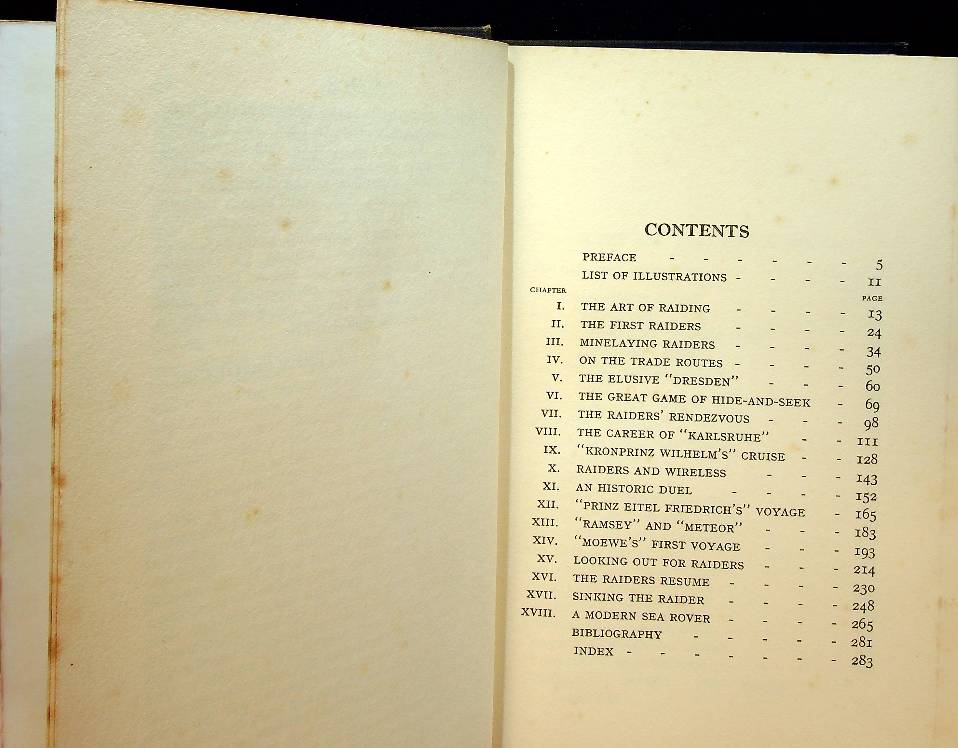 CONTENTS
PREFACE - - - - - - 5
LIST OF ILLUSTRATIONS - - - - 11
CHAPTER PAGE
I. THE ART OF RAIDING - - - - 13
II. THE FIRST RAIDERS - - - - 24
III. MINELAYING RAIDERS - - - - 34
IV. ON THE TRADE ROUTES - - - - 50
V. THE ELUSIVE "DRESDEN" - - - 60
VI. THE GREAT GAME OF HIDE-AND-SEEK - 69
VII. THE RAIDERS' RENDEZVOUS - - - 98
VIII. THE CAREER OF "KARLSRUHE" - - 111
IX. "KRONPRINZ WILHELM'S" CRUISE - - 128
X. RAIDERS AND WIRELESS - - - 143
XI. AN HISTORIC DUEL - - - - 152
XII. "PRINZ EITEL FRIEDRICH'S" VOYAGE - 165
XIII. "RAMSEY" AND "METEOR" - - - 183
XIV. "MOEWE'S" FIRST VOYAGE - - - 193
XV. LOOKING OUT FOR RAIDERS - - - 214
XVI. THE RAIDERS RESUME - - - - 230
XVII. SINKING THE RAIDER - - - - 248
XVIII. A MODERN SEA ROVER - - - - 265
BIBLIOGRAPHY - - - - - 281
INDEX - - - - - - - 283